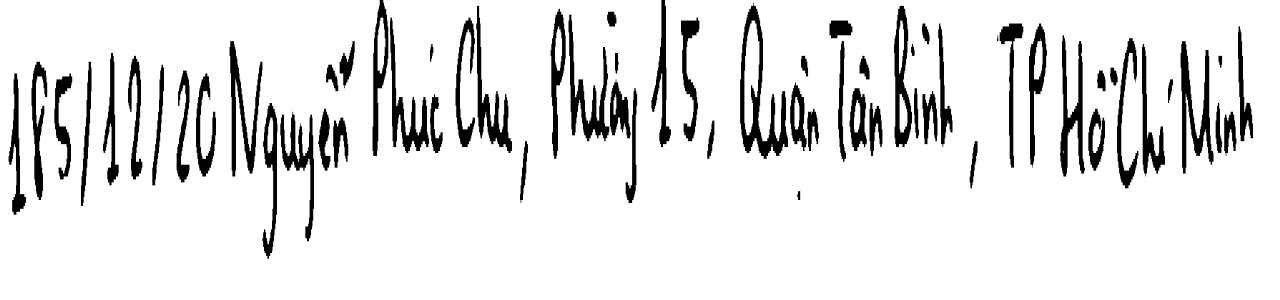 185/12/20 Nguyễn Phúc Chu, Phường 15, Quận Tân Bình, TP Hồ Chí Minh